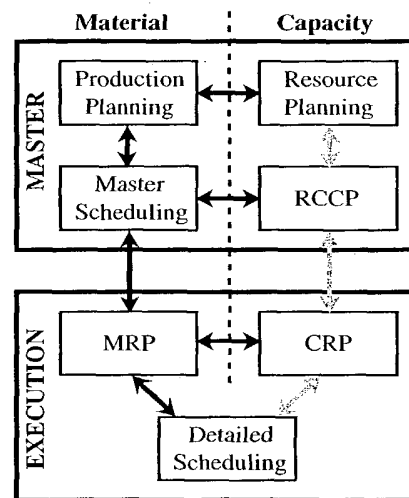 Material
Capacity
MASTER
Production
Planning
Resource
Planning
Master
Scheduling
RCCP
EXECUTION
MRP
CRP
Detailed
Scheduling